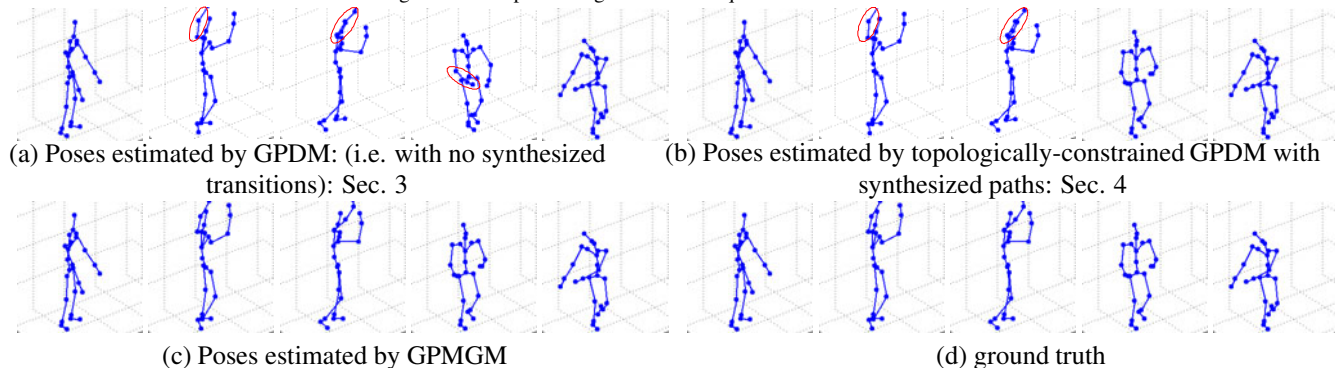 (a) Poses estimated by GPDM: (i.e. with no synthesized
transitions): Sec. 3
(b) Poses estimated by topologically-constrained GPDM with
synthesized paths: Sec. 4
(c) Poses estimated by GPMGM
(d) ground truth